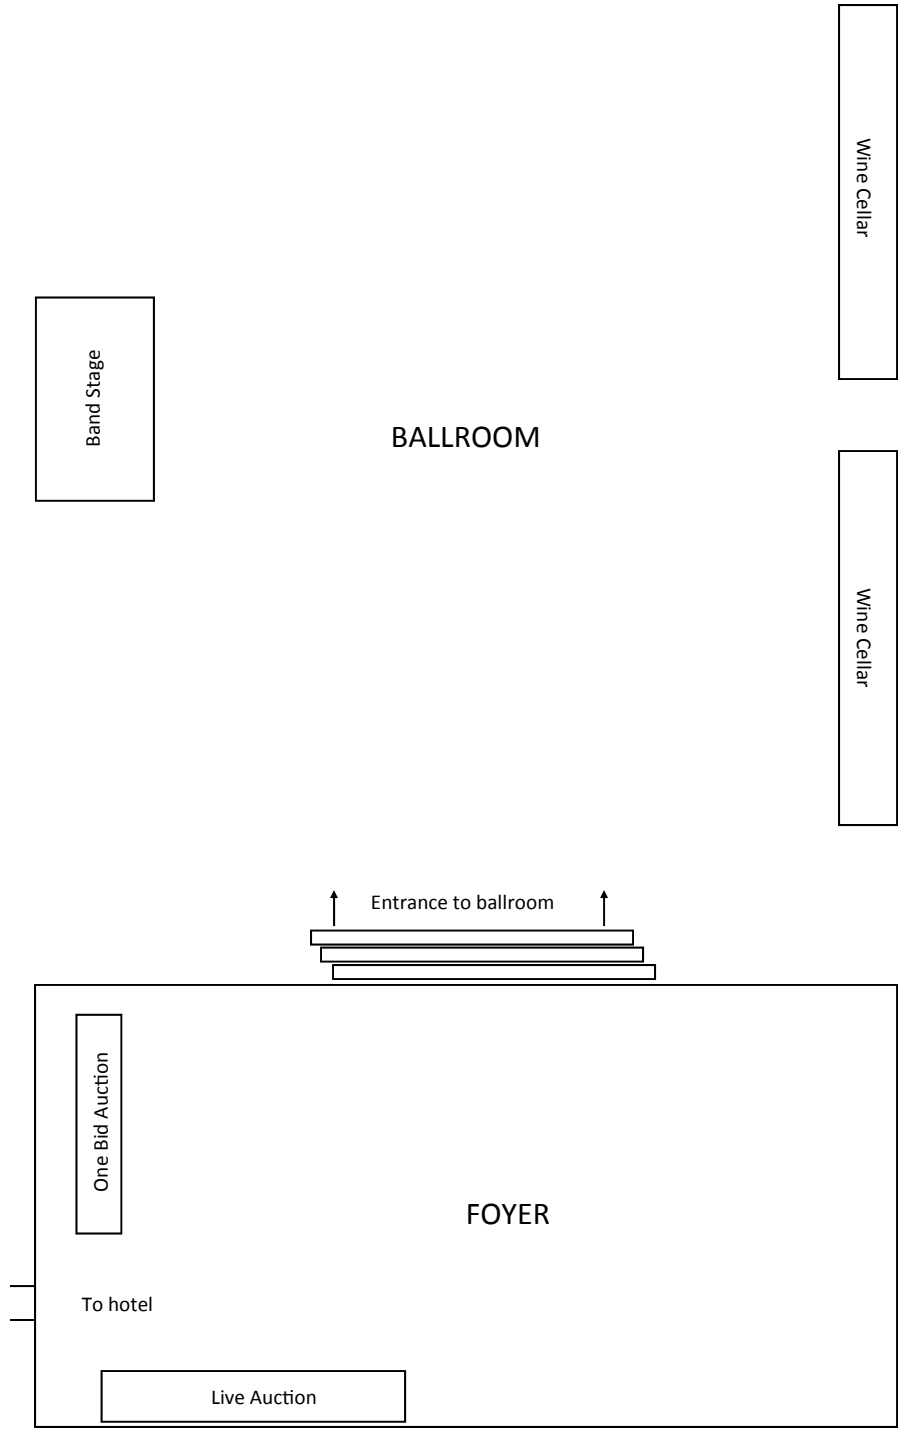 Wine Cellar
Band Stage
BALLROOM
Wine Cellar
Entrance to ballroom
One Bid Auction
FOYER
To hotel
Live Auction